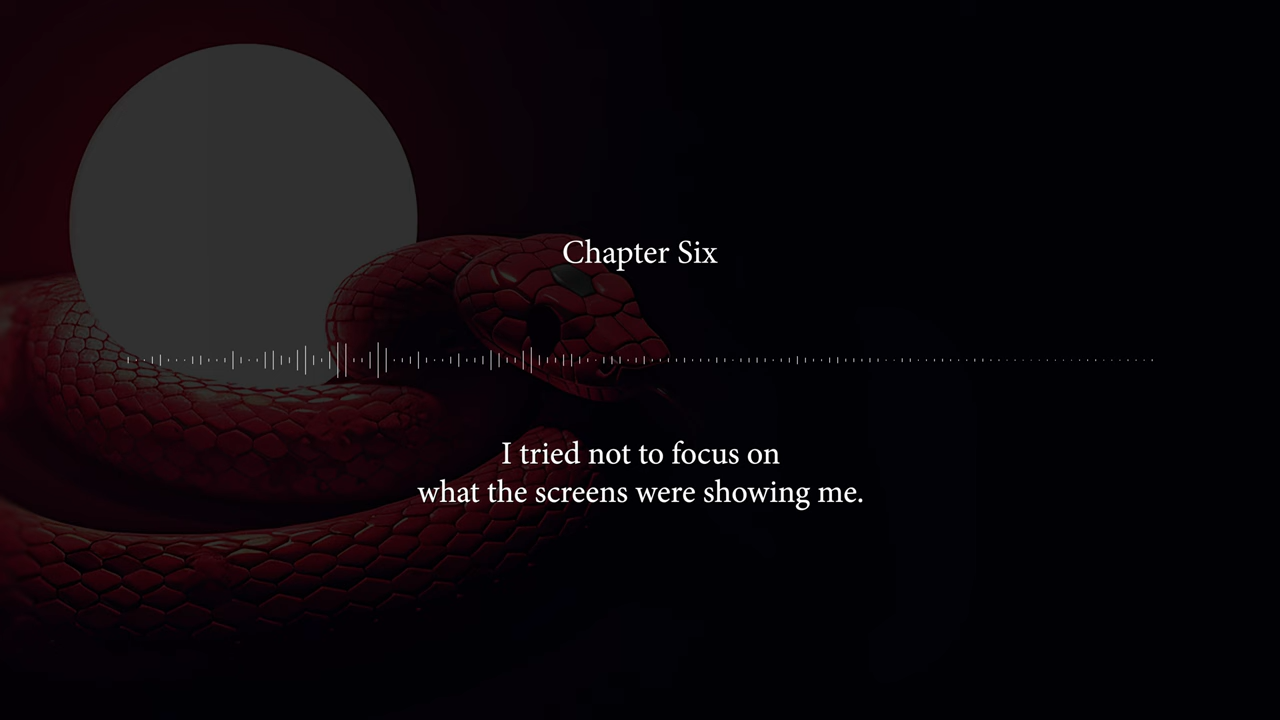 Chapter Six
I tried not to focus on
what the screens were showing me.